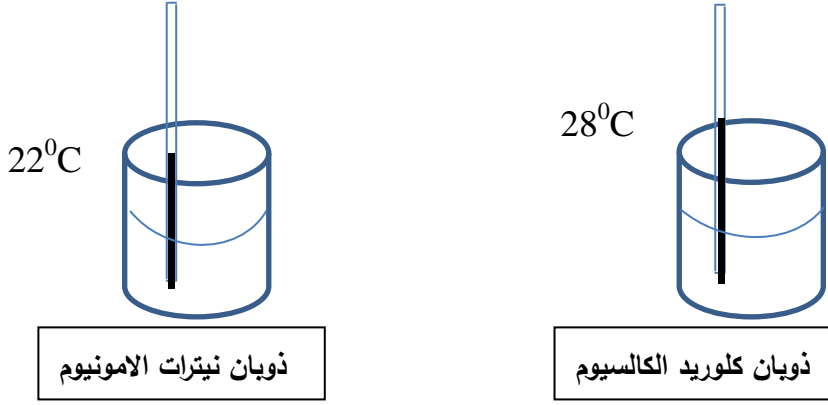 28⁰C
22⁰C
ذوبان كلوريد الكالسيوم
ذوبان نيترات الامونيوم